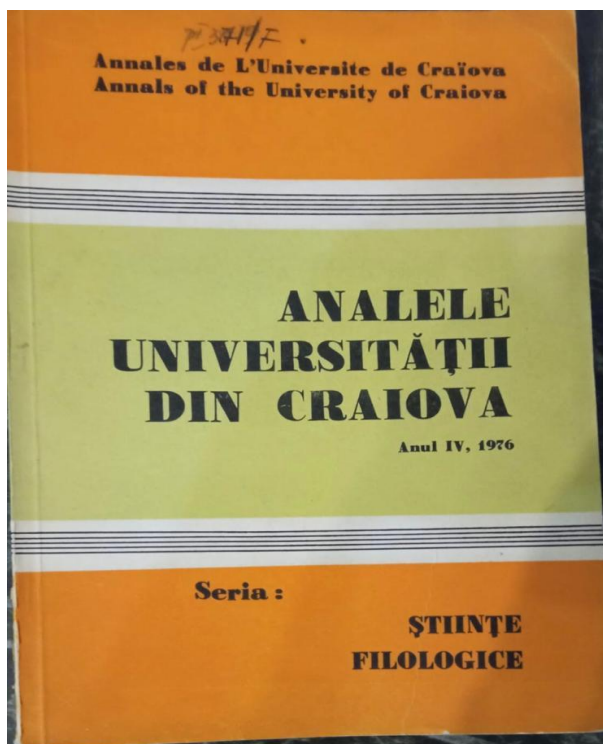 Annales de L'Universite de Craïova
Annals of the University of Craiova
ANALELE
UNIVERSITĂŢII
DIN CRAIOVA
Anul IV, 1976
Seria :
ŞTIINŢE
FILOLOGICE